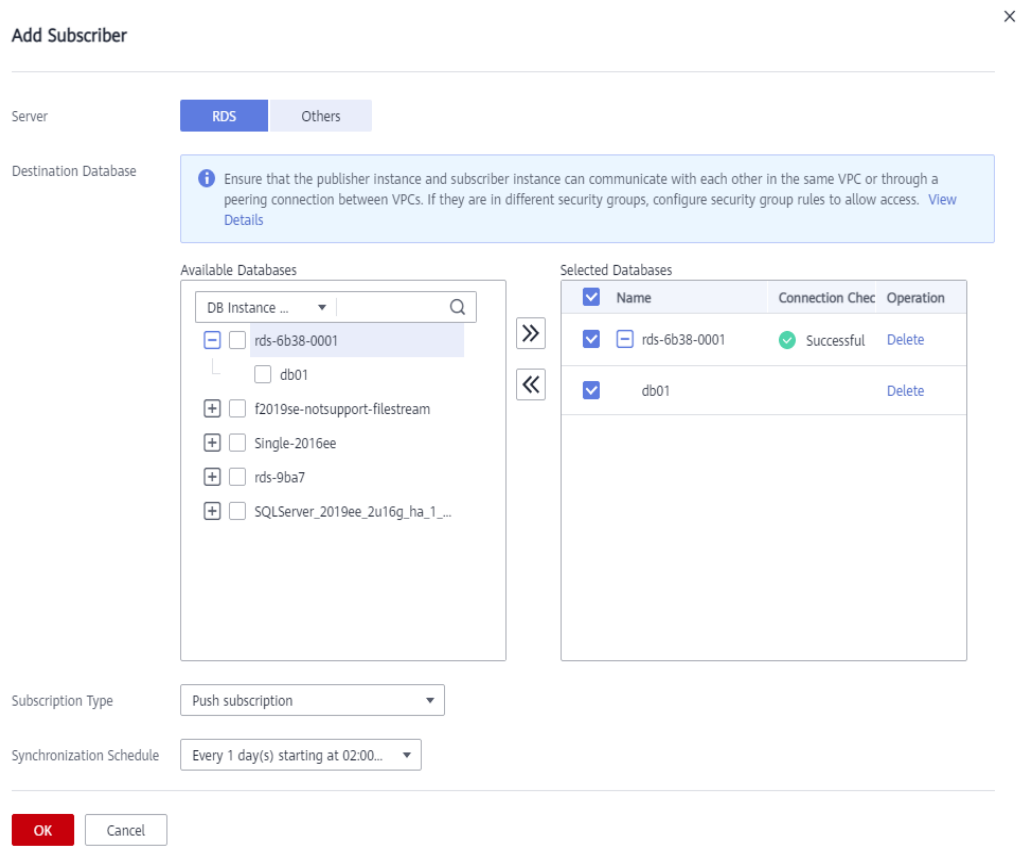 Add Subscriber
Server
RDS
Others
Destination Database
Ensure that the publisher instance and subscriber instance can communicate with each other in the same VPC or through a
peering connection between VPCs. If they are in different security groups, configure security group rules to allow access. View
Details
Available Databases
DB Instance ...
rds-6b38-0001
db01
f2019se-notsupport-filestream
Single-2016ee
rds-9ba7
SQLServer_2019ee_2u16g_ha_1_...
Selected Databases
Name Connection Chec Operation
rds-6b38-0001 Successful Delete
db01 Delete
Subscription Type
Push subscription
Synchronization Schedule
Every 1 day(s) starting at 02:00...
OK
Cancel